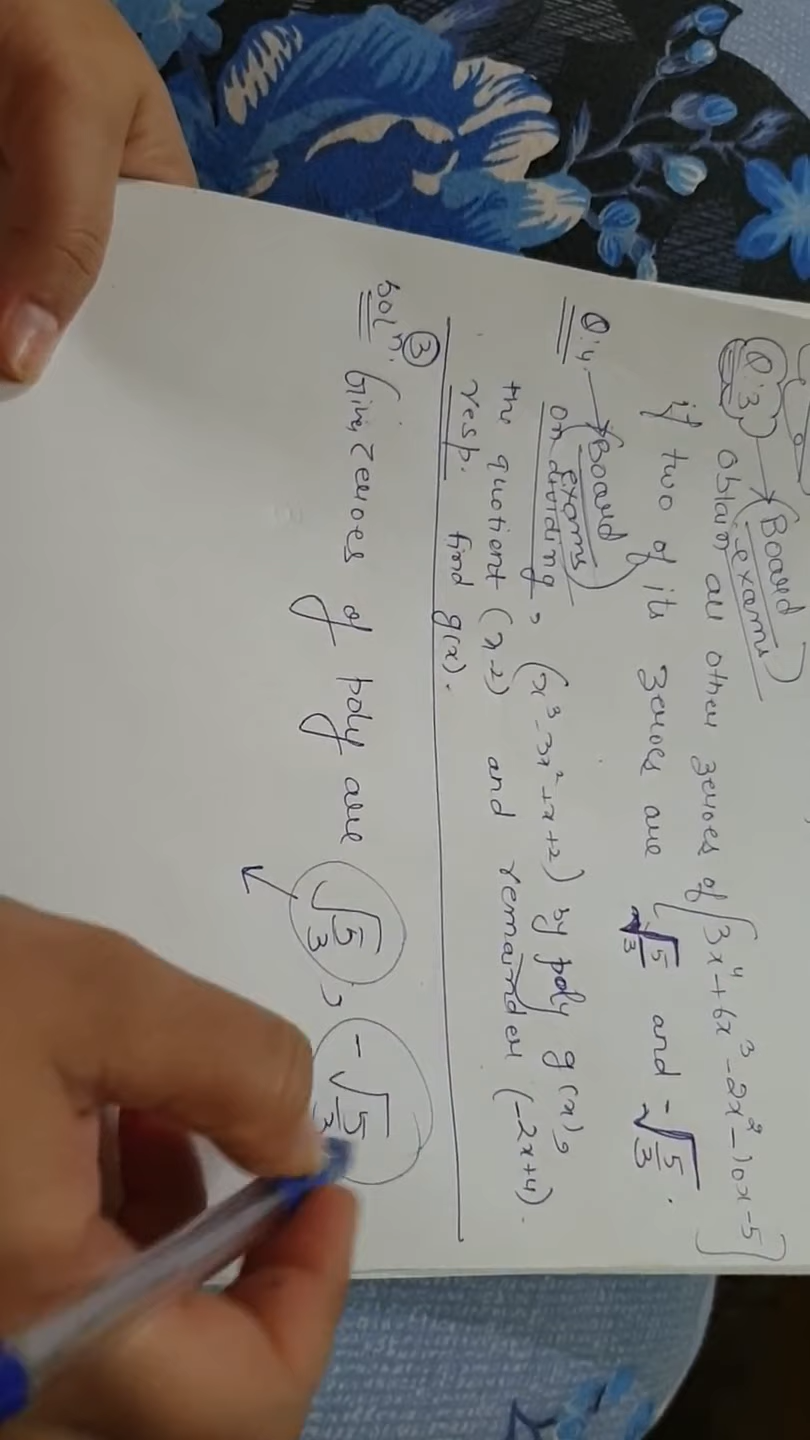 Q.3. → Board exams
obtain all other zeroes of [3x⁴ + 6x³ - 2x² - 10x - 5]
if two of its zeroes are √5/3 and -√5/3.
Q.4. → Board exams
on dividing, (x³ - 3x² + x + 2) by poly g(x),
the quotient (x-2) and remainder (-2x+4).
resp. find g(x).
③
Solⁿ. Given zeroes of poly are √5/3, -√5/3